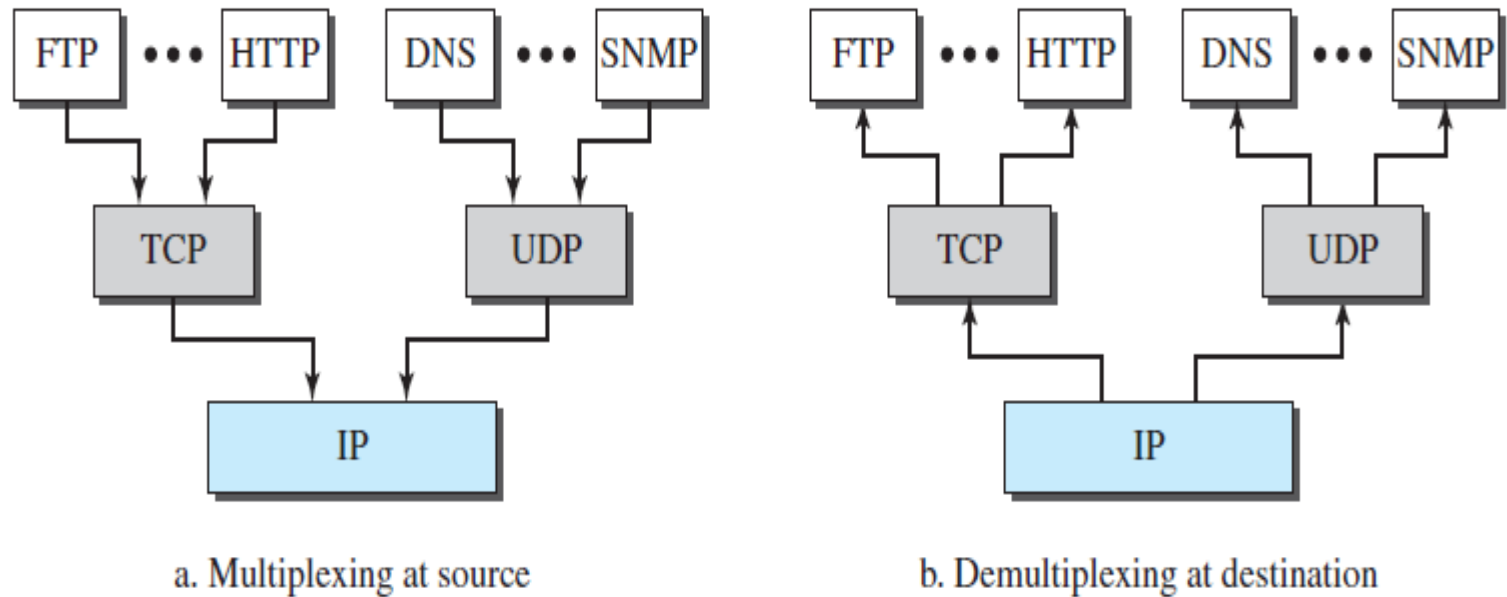 FTP ••• HTTP DNS ••• SNMP
TCP UDP
IP
a. Multiplexing at source
FTP ••• HTTP DNS ••• SNMP
TCP UDP
IP
b. Demultiplexing at destination